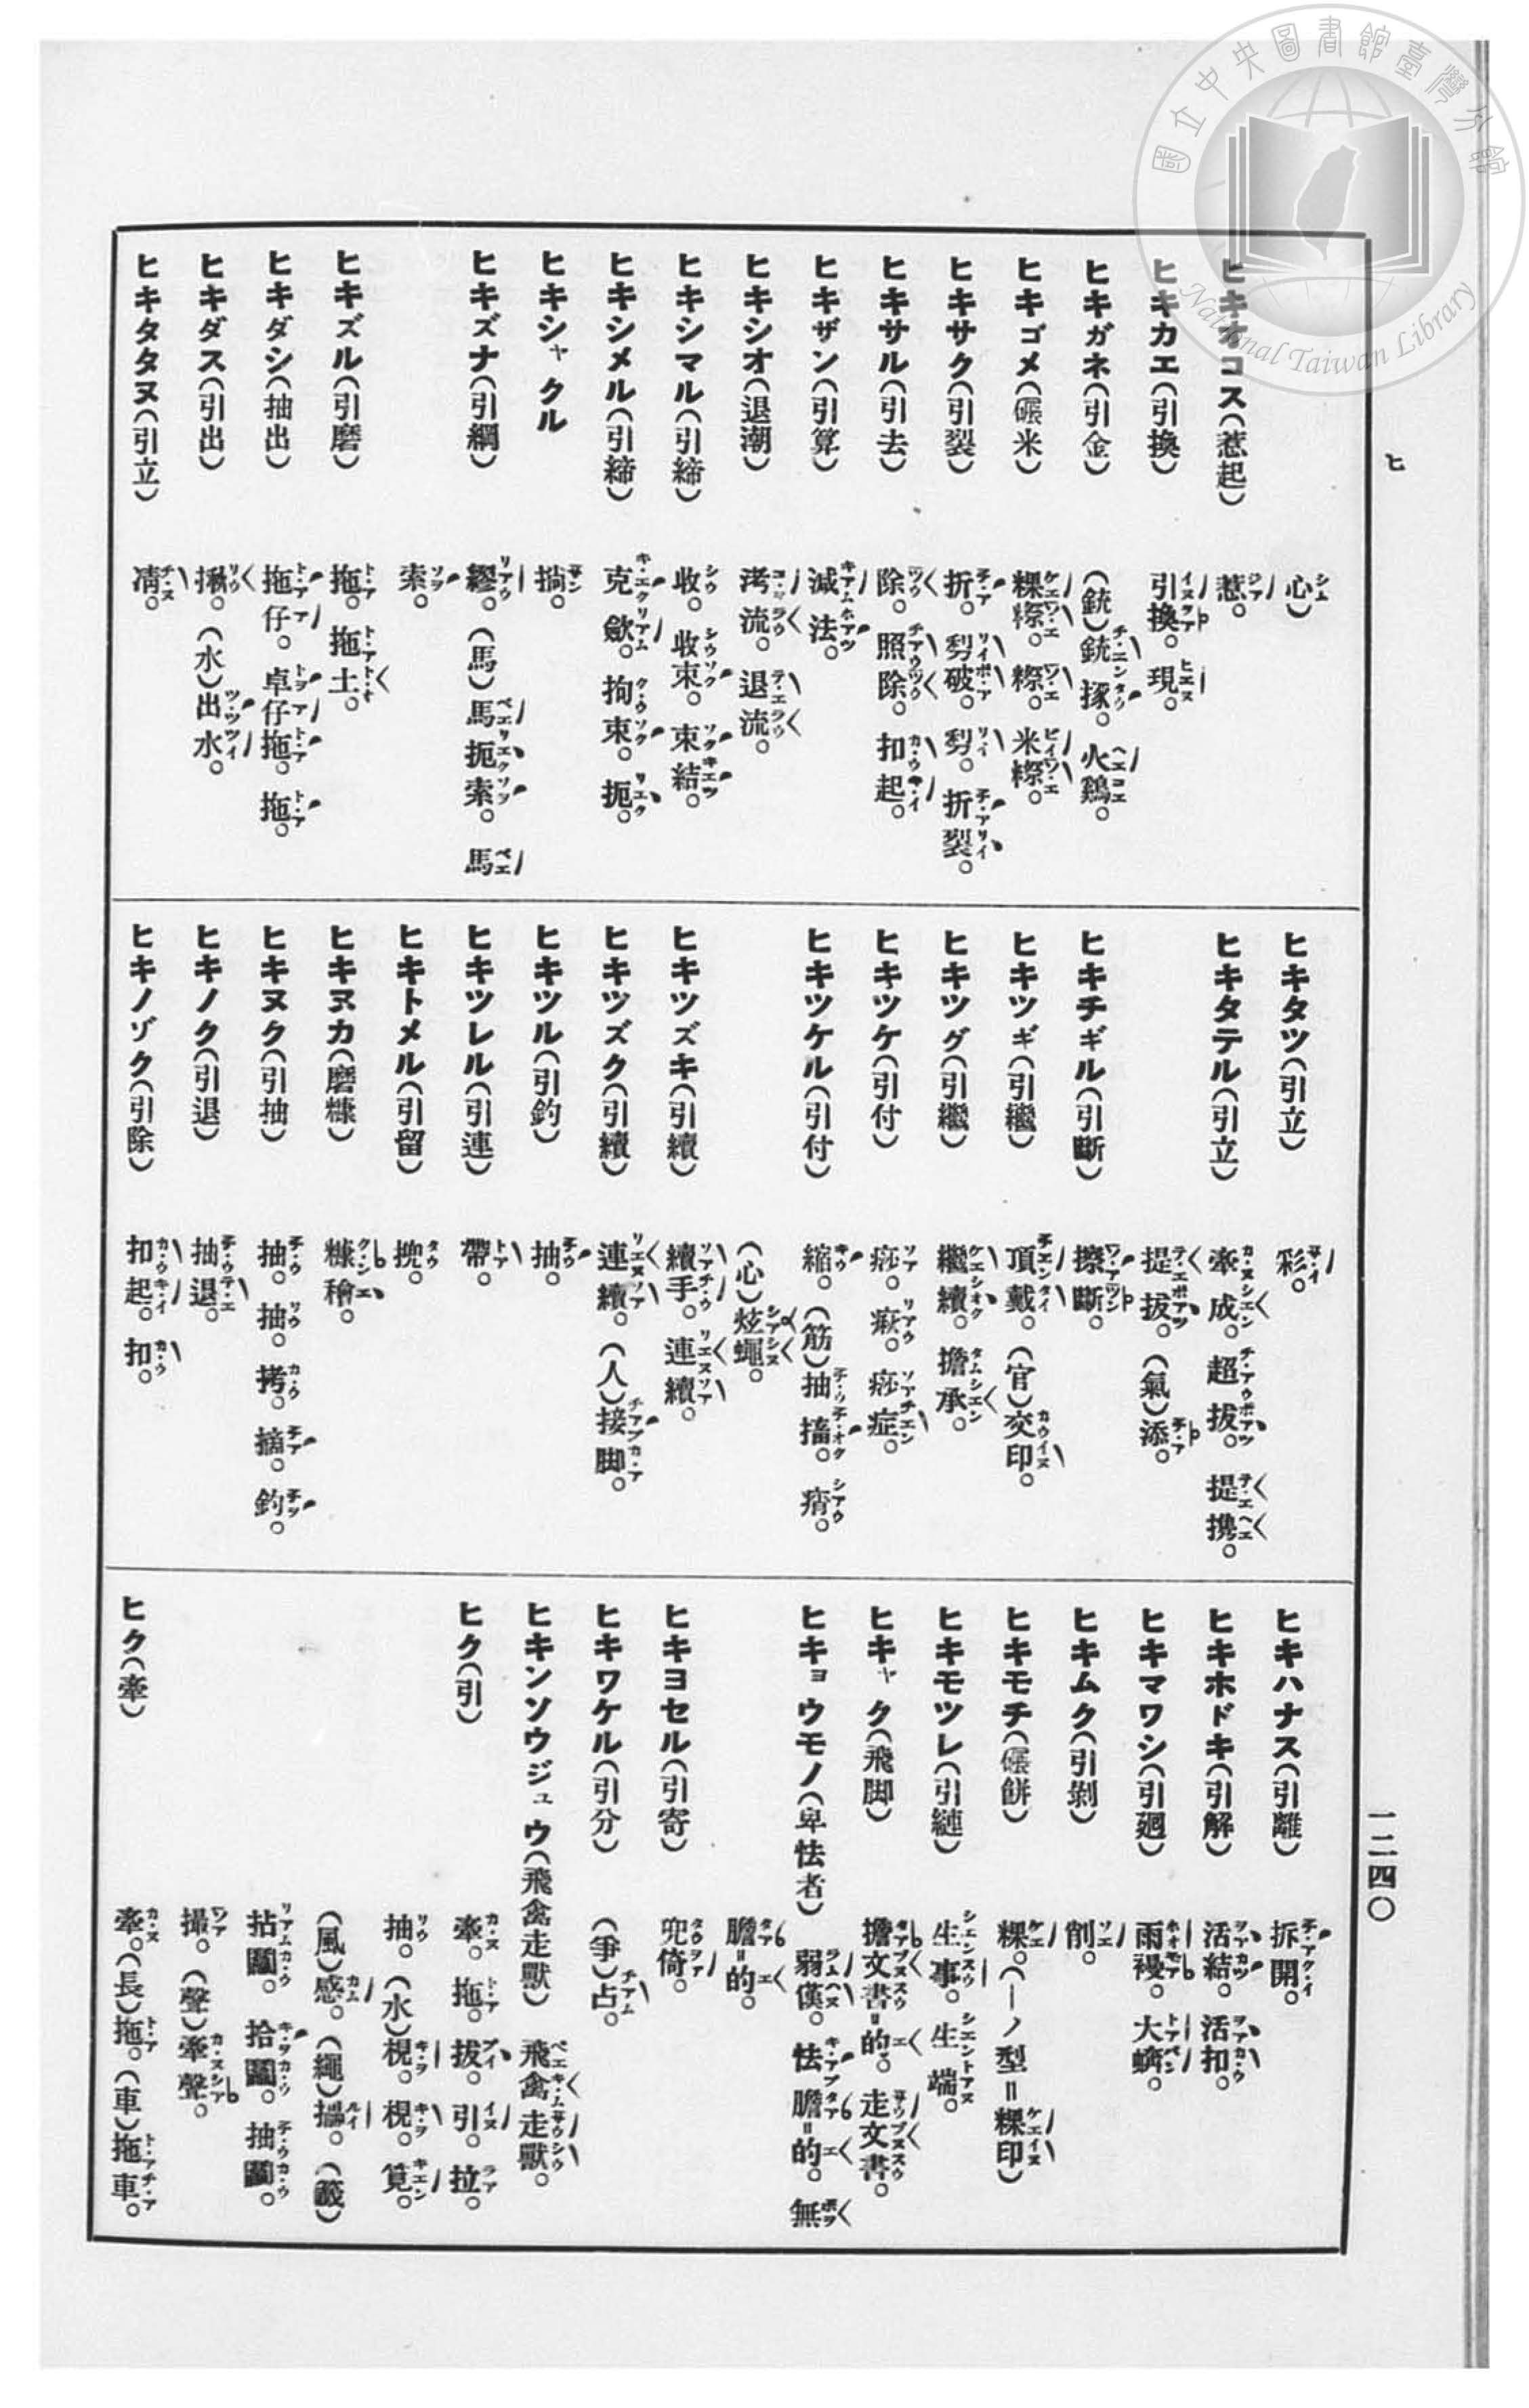 國立中央圖書館臺灣分館
National Taiwan Library
ヒ
一二四〇
心)
ヒキオコス(惹起) 惹。
ヒキカエ(引換) 引換。現。
ヒキガネ(引金) (銃)銃琢。火鷄。
ヒキゴメ(碾米) 粿𥻵。𥻵。米𥻵。
ヒキサク(引裂) 折。剺破。剺。折裂。
ヒキサル(引去) 除。照除。扣起。
ヒキザン(引算) 減法。
ヒキシオ(退潮) 洘流。退流。
ヒキシマル(引締) 收。收束。束結。
ヒキシメル(引締) 克斂。拘束。扼。
ヒキシャクル 摥。
ヒキズナ(引綱) 繆。(馬)馬扼索。馬
索。
ヒキズル(引磨) 拖。拖土。
ヒキダシ(抽出) 拖仔。卓仔拖。拖。
ヒキダス(引出) 揪。(水)出水。
ヒキタタヌ(引立) 凊。
ヒキタツ(引立) 彩。
ヒキタテル(引立) 牽成。超拔。提携。
提拔。(氣)添。
ヒキチギル(引斷) 撩斷。
ヒキツギ(引繼) 頂戴。(官)交印。
ヒキツグ(引繼) 繼續。擔承。
ヒキツケ(引付) 痧。瘷。痧症。
ヒキツケル(引付) 縮。(筋)抽搐。痟。
(心)炫蠅。
ヒキツズキ(引續) 續手。連續。
ヒキツズク(引續) 連續。(人)接脚。
ヒキツル(引釣) 抽。
ヒキツレル(引連) 帶。
ヒキトメル(引留) 挽。
ヒキヌカ(磨糠) 糠穭。
ヒキヌク(引抽) 抽。抽。拷。摘。釣。
ヒキノク(引退) 抽退。
ヒキノゾク(引除) 扣起。扣。
ヒキハナス(引離) 拆開。
ヒキホドキ(引解) 活結。活扣。
ヒキマワシ(引廻) 雨幔。大蠐。
ヒキムク(引剝) 削。
ヒキモチ(碾餅) 粿。(—ノ型=粿印)
ヒキモツレ(引縺) 生事。生端。
ヒキャク(飛脚) 擔文書=的。走文書。
ヒキョウモノ(卑怯者) 弱僕。怯膽=的。無
膽=的。
ヒキヨセル(引寄) 兜倚。
ヒキワケル(引分) (爭)占。
ヒキンソウジュウ(飛禽走獸) 飛禽走獸。
ヒク(引) 牽。拖。拔。引。拉。
抽。(水)梘。梘。筧。
(風)感。(繩)擂。(籤)
拈鬮。拾鬮。抽鬮。
撮。(聲)牽聲。
ヒク(牽) 牽。(長)拖。(車)拖車。